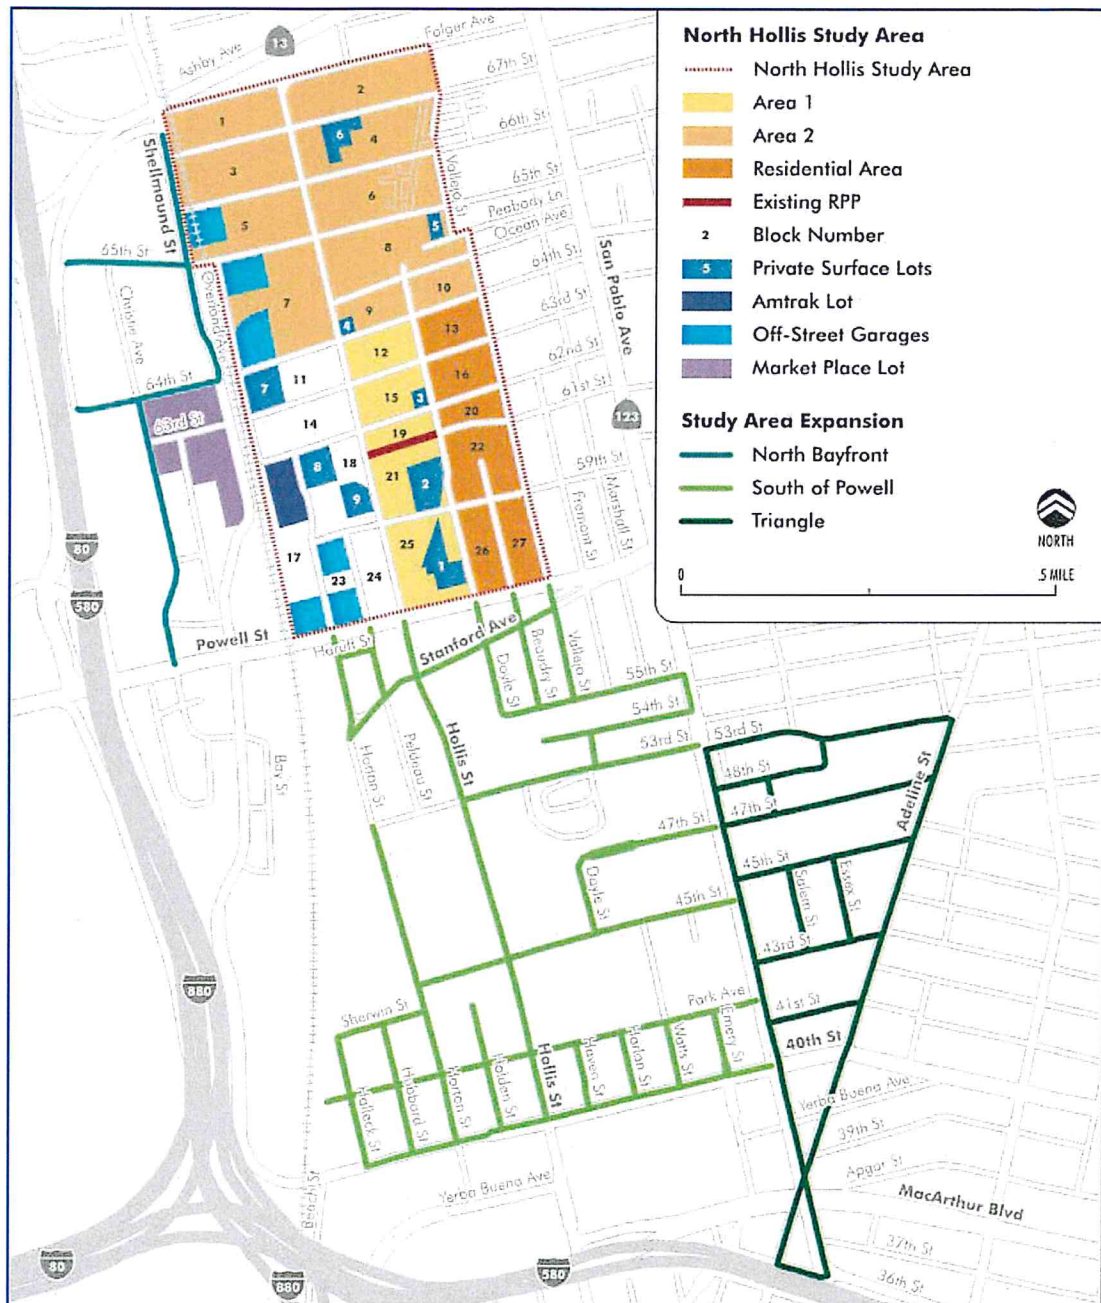 North Hollis Study Area
North Hollis Study Area
Area 1
Area 2
Residential Area
Existing RPP
2 Block Number
5 Private Surface Lots
Amtrak Lot
Off-Street Garages
Market Place Lot
Study Area Expansion
North Bayfront
South of Powell
Triangle
NORTH
0
.5 MILE
13
Ashby Ave
Folger Ave
67th St
66th St
65th St
Peabody Ln
Ocean Ave
64th St
63rd St
62nd St
61st St
59th St
Vallejo St
San Pablo Ave
123
Marshall St
Fremont St
Shellmound St
65th St
Christie Ave
Overland Ave
64th St
63rd St
80
580
Powell St
1
2
3
6
4
5
6
5
7
8
9
10
4
11
12
13
7
14
15
3
16
18
19
20
8
9
21
2
22
17
23
24
25
1
26
27
Stanford Ave
Doyle St
Beaudry St
Vallejo St
55th St
54th St
53rd St
Horton St
Hollis St
Bay St
53rd St
48th St
47th St
Adeline St
47th St
45th St
Salem St
Essex St
Doyle St
45th St
43rd St
880
Sherwin St
Park Ave
41st St
40th St
Halleck St
Hubbard St
Horton St
Holden St
Hollis St
Haven St
Harlan St
Watts St
Emery St
Yerba Buena Ave
39th St
Apgar St
MacArthur Blvd
Yerba Buena Ave
Beach St
37th St
36th St
80
880
580